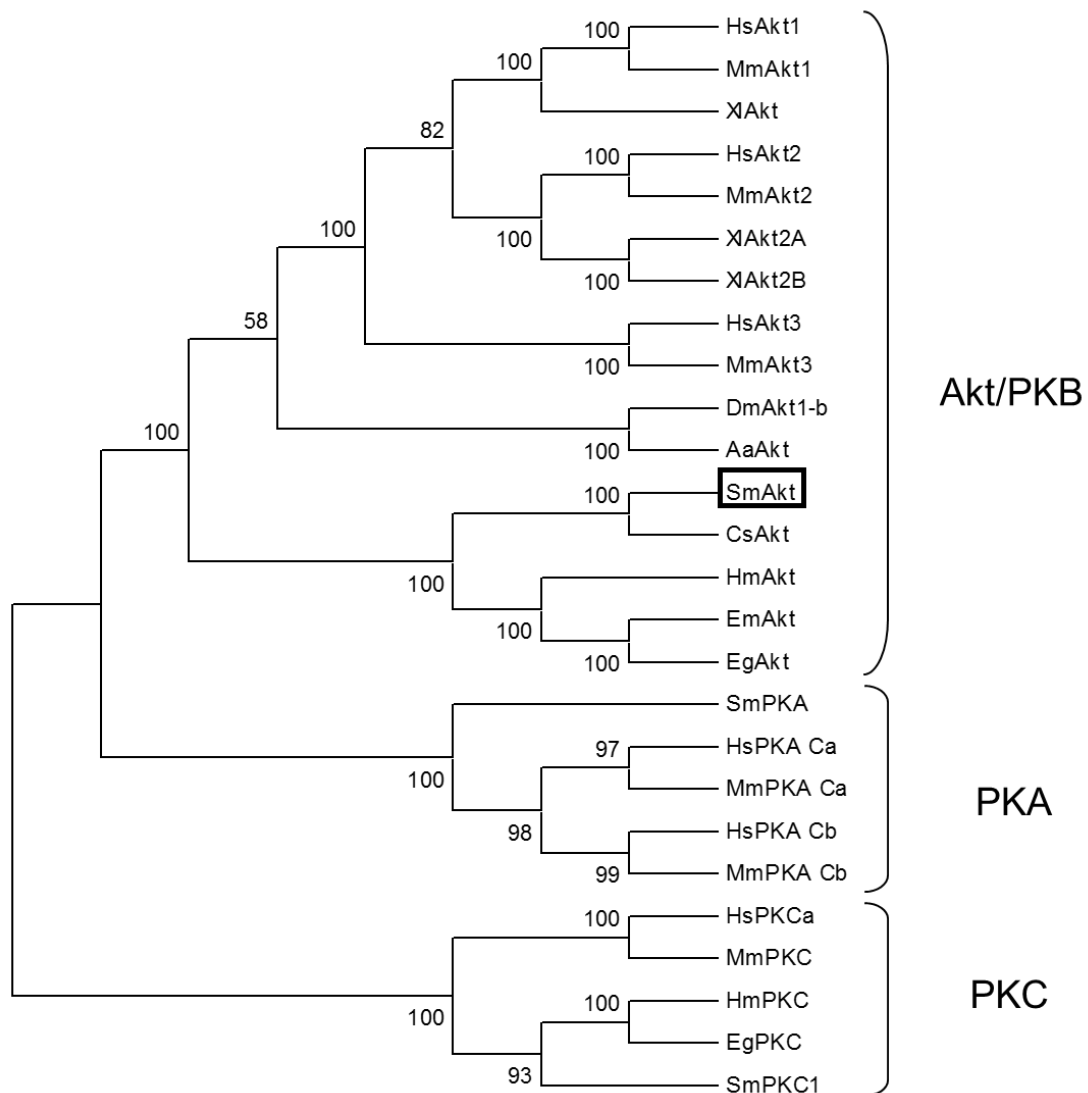 100
HsAkt1
100
MmAkt1
82
XlAkt
100
HsAkt2
100
MmAkt2
100
XlAkt2A
100
XlAkt2B
58
HsAkt3
100
MmAkt3
Akt/PKB
DmAkt1-b
100
100
AaAkt
100
SmAkt
CsAkt
100
HmAkt
100
EmAkt
100
EgAkt
SmPKA
97
HsPKA Ca
100
MmPKA Ca
PKA
98
HsPKA Cb
99
MmPKA Cb
100
HsPKCa
MmPKC
PKC
100
100
HmPKC
EgPKC
93
SmPKC1